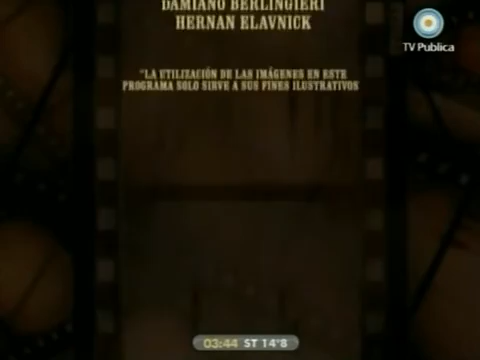 DAMIANO BERLINGIERI
HERNAN ELAVNICK
TV Pública
"LA UTILIZACIÓN DE LAS IMÁGENES EN ESTE
PROGRAMA SOLO SIRVE A SUS FINES ILUSTRATIVOS
03:44 ST 14°8